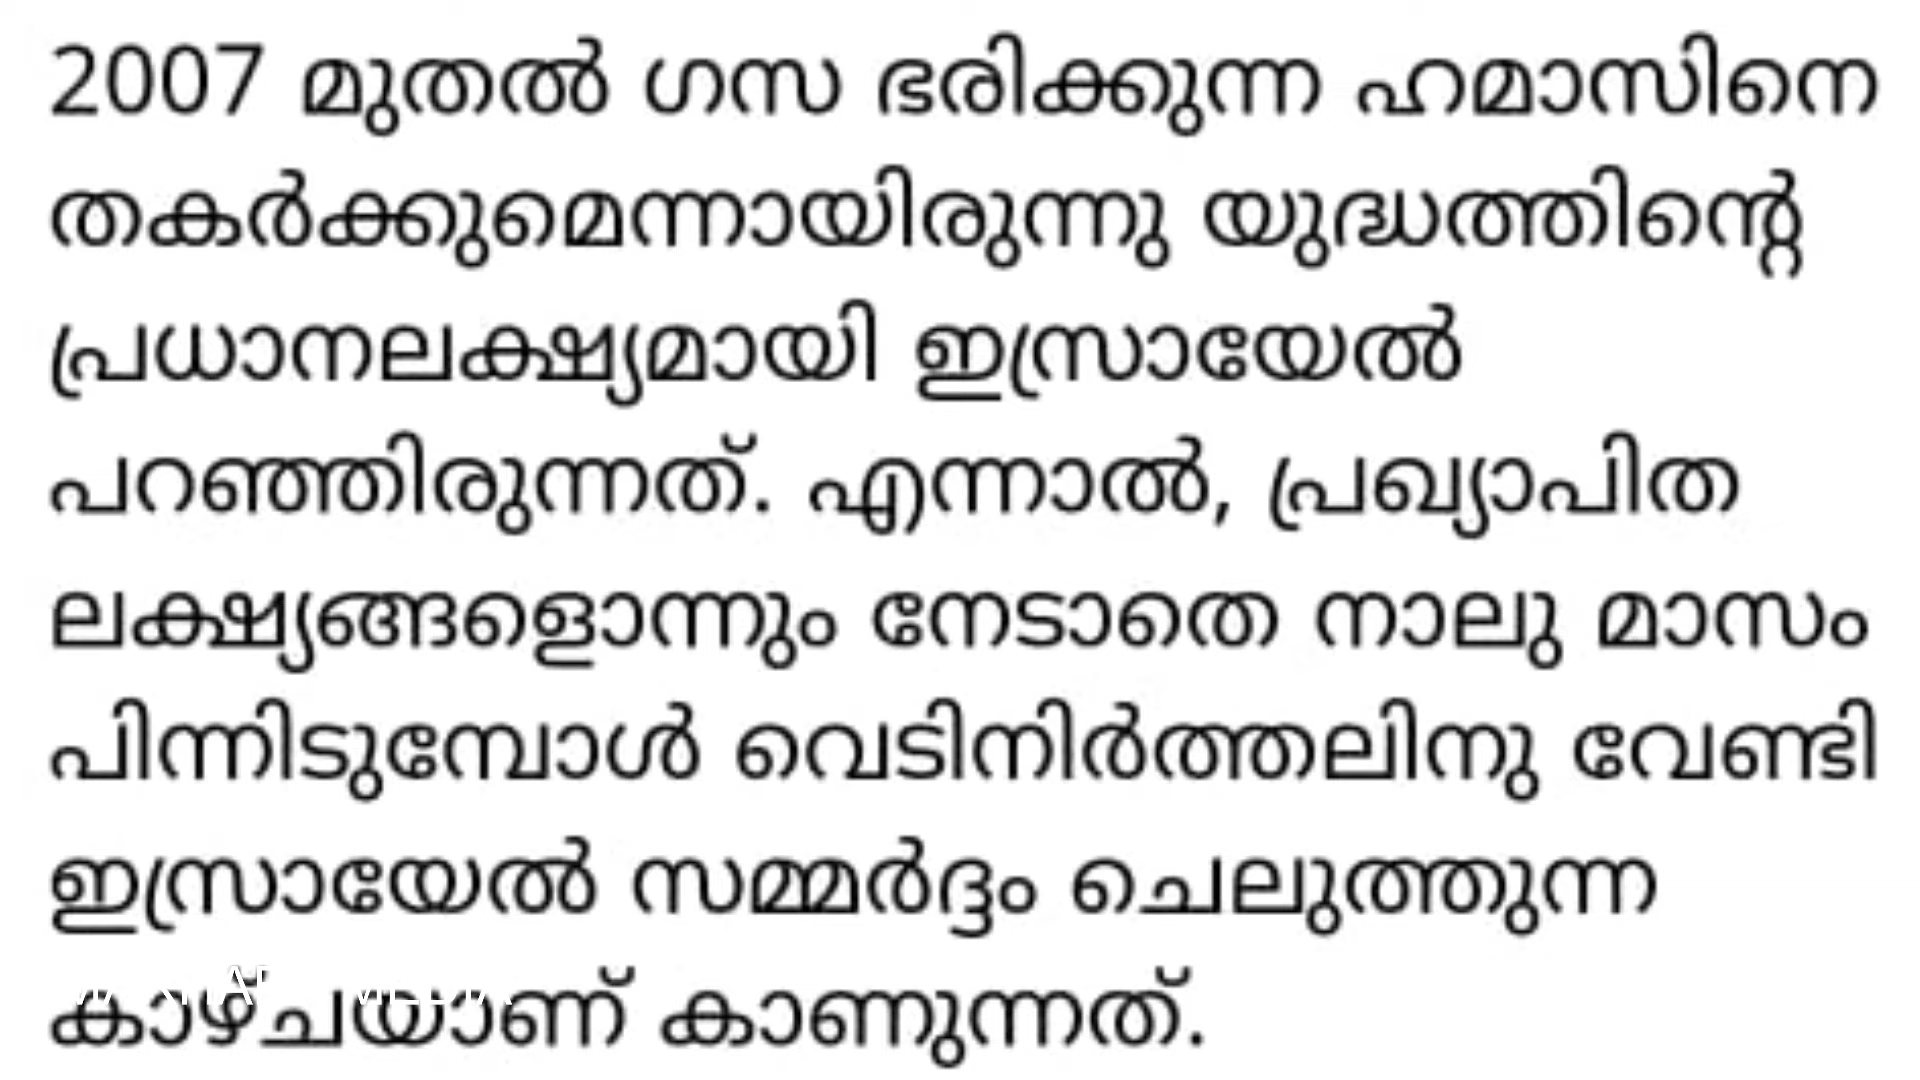 2007 മുതൽ ഗസ ഭരിക്കുന്ന ഹമാസിനെ
തകർക്കുമെന്നായിരുന്നു യുദ്ധത്തിന്റെ
പ്രധാനലക്ഷ്യമായി ഇസ്രായേൽ
പറഞ്ഞിരുന്നത്. എന്നാൽ, പ്രഖ്യാപിത
ലക്ഷ്യങ്ങളൊന്നും നേടാതെ നാലു മാസം
പിന്നിടുമ്പോൾ വെടിനിർത്തലിനു വേണ്ടി
ഇസ്രായേൽ സമ്മർദ്ദം ചെലുത്തുന്ന
കാഴ്ചയാണ് കാണുന്നത്.